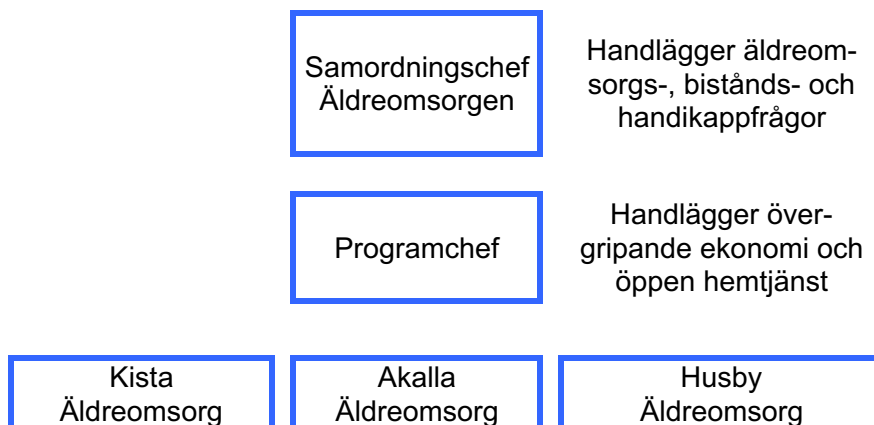 Samordningschef
Äldreomsorgen
Handlägger äldreom-
sorgs-, bistånds- och
handikappfrågor
Programchef
Handlägger över-
gripande ekonomi och
öppen hemtjänst
Kista
Äldreomsorg
Akalla
Äldreomsorg
Husby
Äldreomsorg